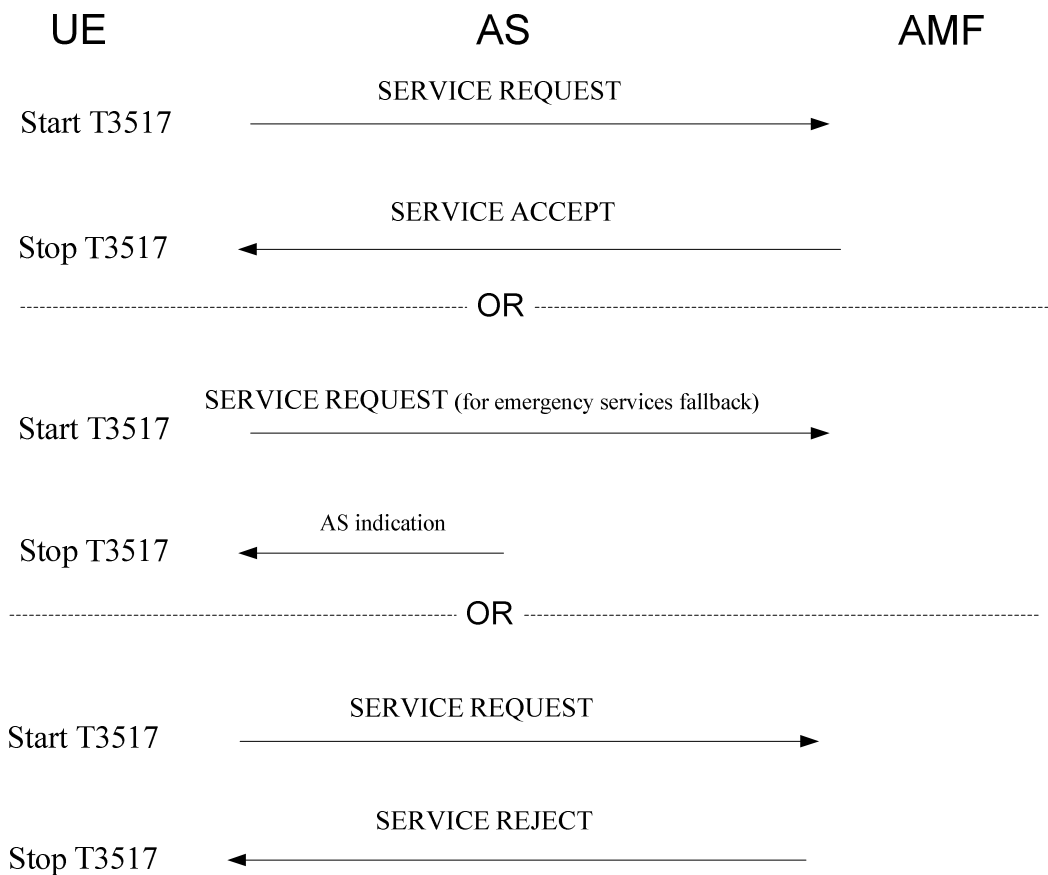 UE AS AMF
SERVICE REQUEST
Start T3517
SERVICE ACCEPT
Stop T3517
OR
SERVICE REQUEST (for emergency services fallback)
Start T3517
AS indication
Stop T3517
OR
SERVICE REQUEST
Start T3517
SERVICE REJECT
Stop T3517